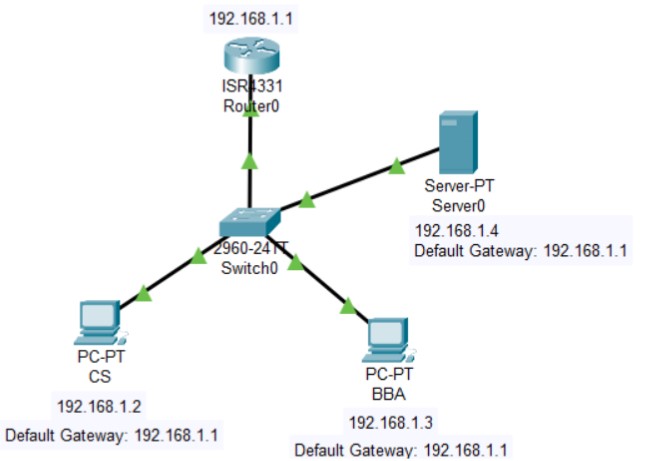 192.168.1.1
ISR4331
Router0
Server-PT
Server0
192.168.1.4
Default Gateway: 192.168.1.1
2960-24TT
Switch0
PC-PT
CS
192.168.1.2
Default Gateway: 192.168.1.1
PC-PT
BBA
192.168.1.3
Default Gateway: 192.168.1.1